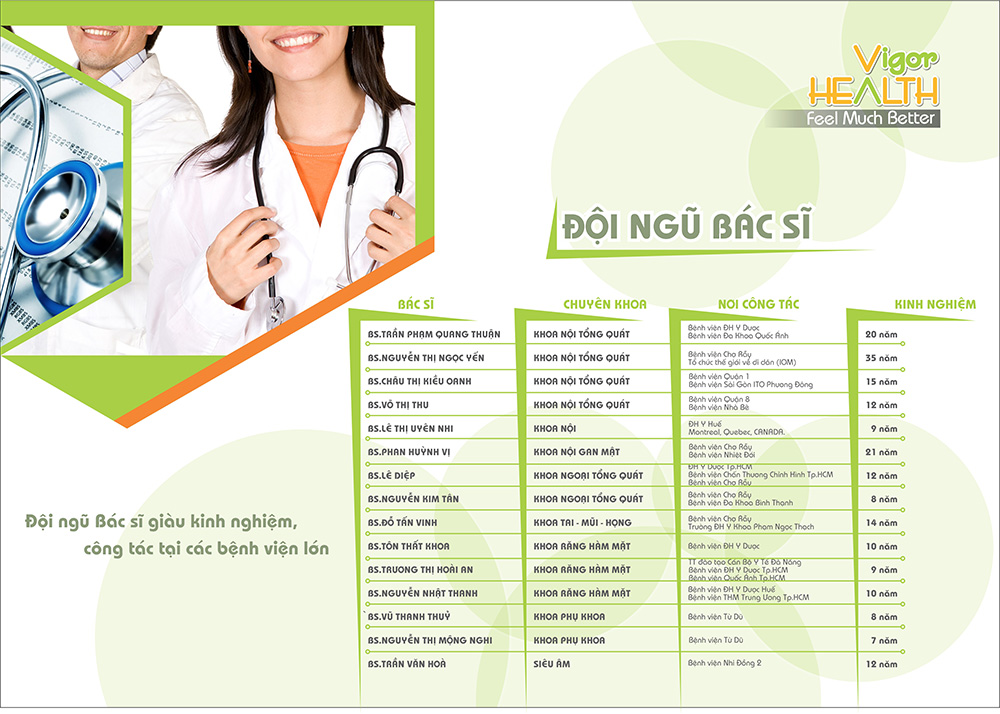 Vigor
HEALTH
Feel Much Better
ĐỘI NGŨ BÁC SĨ
BÁC SĨ CHUYÊN KHOA NOI CÔNG TÁC KINH NGHIỆM
BS.TRẦN PHẠM QUANG THUẬN KHOA NỘI TỔNG QUÁT Bệnh viện ĐH Y Dược 20 năm
Bệnh viện Đa Khoa Quốc Ánh
BS.NGUYỄN THỊ NGỌC YẾN KHOA NỘI TỔNG QUÁT Bệnh viện Chợ Rẫy 35 năm
Tổ chức thế giới về di dân (IOM)
BS.CHÂU THỊ KIỀU OANH KHOA NỘI TỔNG QUÁT Bệnh viện Quận 1 15 năm
Bệnh viện Sài Gòn ITO Phương Đông
BS.VÕ THỊ THU KHOA NỘI TỔNG QUÁT Bệnh viện Quận 8 12 năm
Bệnh viện Nhà Bè
BS.LÊ THỊ UYÊN NHI KHOA NỘI ĐH Y Huế 9 năm
Montreal, Quebec, CANADA.
BS.PHAN HUỲNH VỊ KHOA NỘI GAN MẬT Bệnh viện Chợ Rẫy 21 năm
Bệnh viện Nhiệt Đới
BS.LÊ DIỆP KHOA NGOẠI TỔNG QUÁT ĐH Y Dược Tp.HCM 12 năm
Bệnh viện Chấn Thương Chỉnh Hình Tp.HCM
Bệnh viện Chợ Rẫy
BS.NGUYỄN KIM TÂN KHOA NGOẠI TỔNG QUÁT Bệnh viện Chợ Rẫy 8 năm
Bệnh viện Đa Khoa Bình Thạnh
BS.ĐỖ TẤN VINH KHOA TAI - MŨI - HỌNG Bệnh viện Chợ Rẫy 14 năm
Trường ĐH Y Khoa Phạm Ngọc Thạch
BS.TÔN THẤT KHOA KHOA RĂNG HÀM MẶT Bệnh viện ĐH Y Dược 10 năm
BS.TRƯƠNG THỊ HOÀI AN KHOA RĂNG HÀM MẶT TT đào tạo Cán Bộ Y Tế Đà Nẵng 9 năm
Bệnh viện ĐH Y Dược Tp.HCM
Bệnh viện Quốc Ánh Tp.HCM
BS.NGUYỄN NHẬT THANH KHOA RĂNG HÀM MẶT Bệnh viện ĐH Y Dược Huế 10 năm
Bệnh viện THM Trung Ương Tp.HCM
BS.VŨ THANH THUỶ KHOA PHỤ KHOA Bệnh viện Từ Dũ 8 năm
BS.NGUYỄN THỊ MỘNG NGHI KHOA PHỤ KHOA Bệnh viện Từ Dũ 7 năm
BS.TRẦN VĂN HOÀ SIÊU ÂM Bệnh viện Nhi Đồng 2 12 năm
Đội ngũ Bác sĩ giàu kinh nghiệm,
công tác tại các bệnh viện lớn